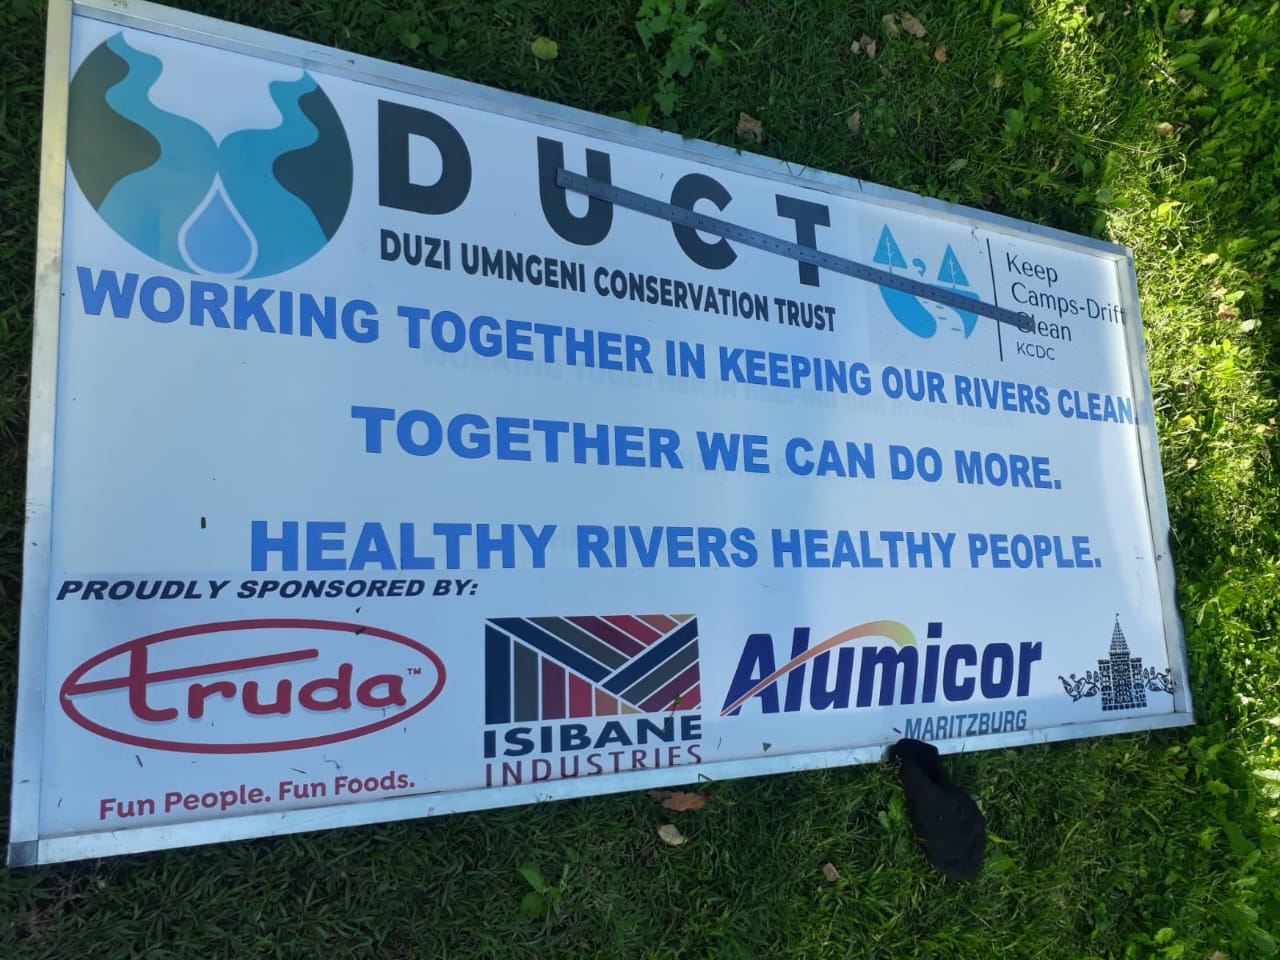 DUCT
DUZI UMNGENI CONSERVATION TRUST
Keep
Camps-Drift
Clean
KCDC
WORKING TOGETHER IN KEEPING OUR RIVERS CLEAN.
TOGETHER WE CAN DO MORE.
HEALTHY RIVERS HEALTHY PEOPLE.
PROUDLY SPONSORED BY:
truda™
Fun People. Fun Foods.
ISIBANE
INDUSTRIES
Alumicor
MARITZBURG